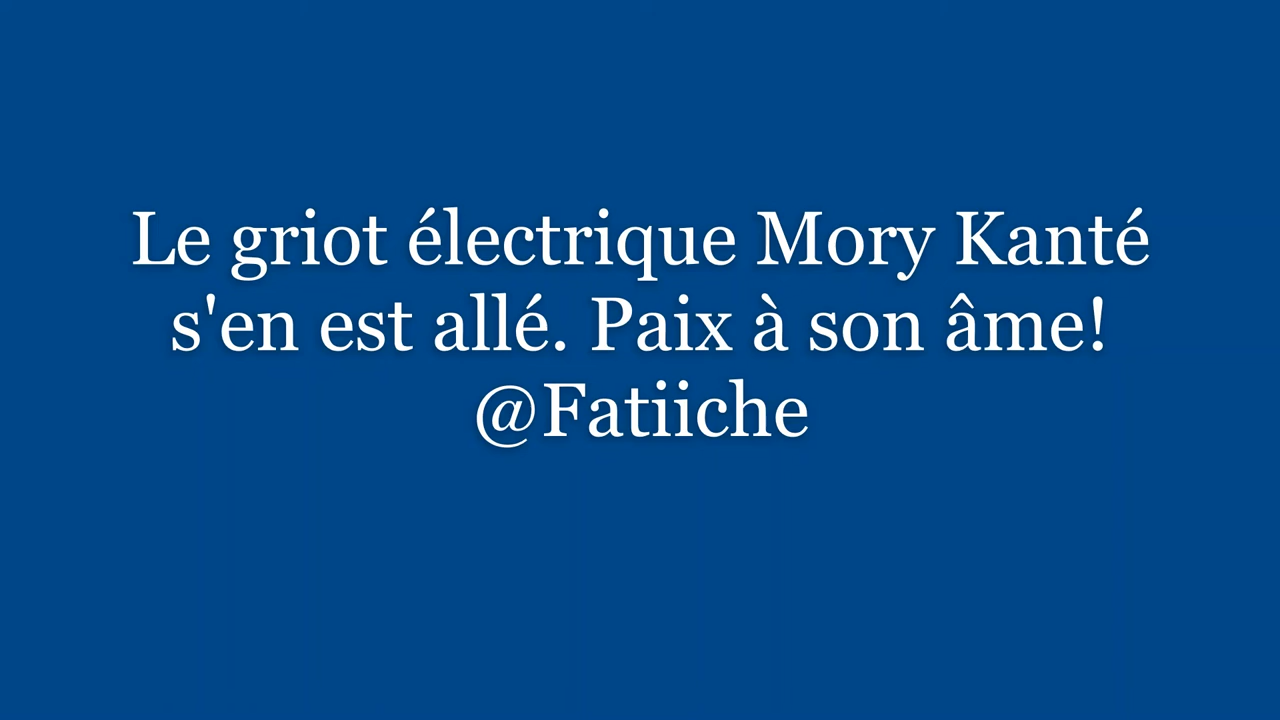 Le griot électrique Mory Kanté
s'en est allé. Paix à son âme!
@Fatiiche